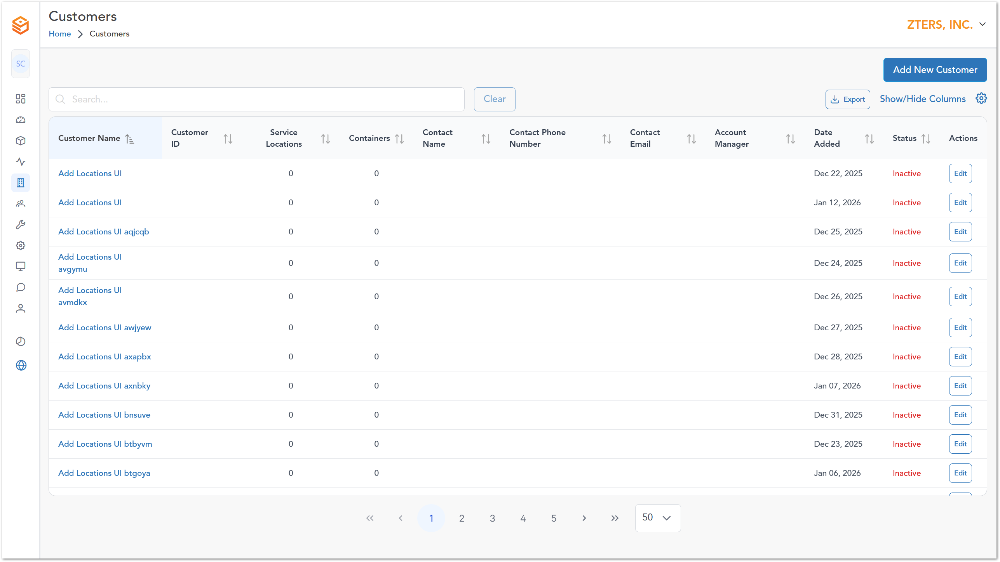 Customers
Home > Customers
ZTERS, INC.
SC
Add New Customer
Search...
Clear
Export
Show/Hide Columns
Customer Name
Customer ID
Service Locations
Containers
Contact Name
Contact Phone Number
Contact Email
Account Manager
Date Added
Status
Actions
Add Locations UI 0 0 Dec 22, 2025 Inactive Edit
Add Locations UI 0 0 Jan 12, 2026 Inactive Edit
Add Locations UI aqjcqb 0 0 Dec 25, 2025 Inactive Edit
Add Locations UI avgymu 0 0 Dec 24, 2025 Inactive Edit
Add Locations UI avmdkx 0 0 Dec 26, 2025 Inactive Edit
Add Locations UI awjyew 0 0 Dec 27, 2025 Inactive Edit
Add Locations UI axapbx 0 0 Dec 28, 2025 Inactive Edit
Add Locations UI axnbky 0 0 Jan 07, 2026 Inactive Edit
Add Locations UI bnsuve 0 0 Dec 31, 2025 Inactive Edit
Add Locations UI btbyvm 0 0 Dec 23, 2025 Inactive Edit
Add Locations UI btgoya 0 0 Jan 06, 2026 Inactive Edit
« ‹ 1 2 3 4 5 › » 50